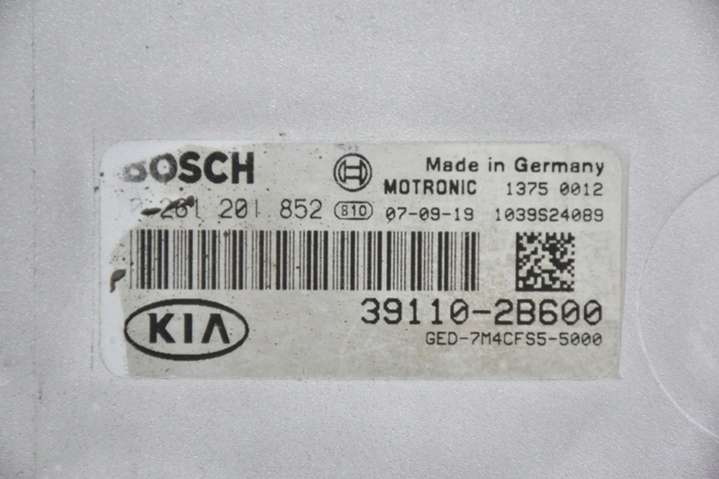 BOSCH Made in Germany
MOTRONIC 1375 0012
261 201 852 810 07-09-19 1039S24089
39110-2B600
KIA
GED-7M4CFS5-5000